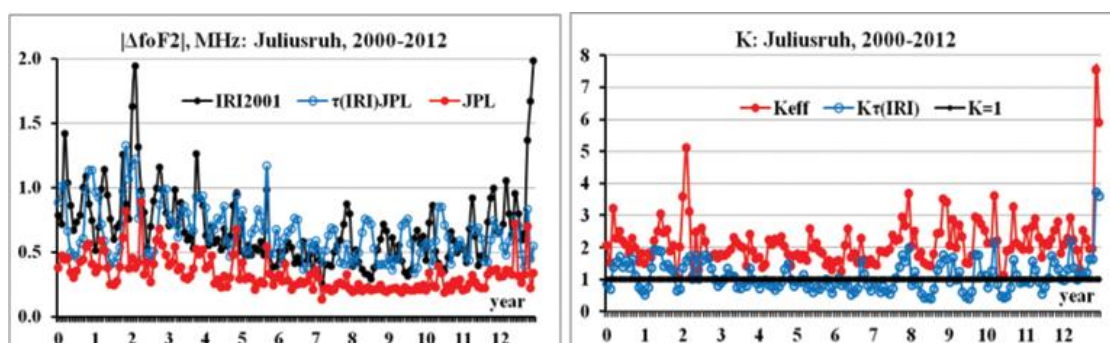 |ΔfoF2|, MHz: Juliusruh, 2000-2012
2.0
1.5
1.0
0.5
0.0
IRI2001 τ(IRI)JPL JPL
year
0 1 2 3 4 5 6 7 8 9 10 11 12
K: Juliusruh, 2000-2012
8
7
6
5
4
3
2
1
0
Keff Kτ(IRI) K=1
year
0 1 2 3 4 5 6 7 8 9 10 11 12